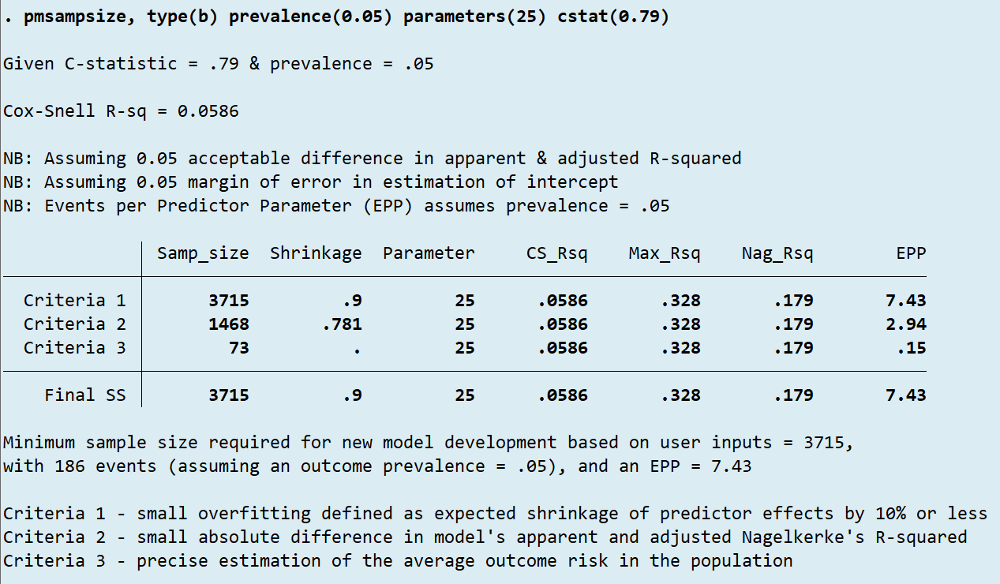 . pmsampsize, type(b) prevalence(0.05) parameters(25) cstat(0.79)
Given C-statistic = .79 & prevalence = .05
Cox-Snell R-sq = 0.0586
NB: Assuming 0.05 acceptable difference in apparent & adjusted R-squared
NB: Assuming 0.05 margin of error in estimation of intercept
NB: Events per Predictor Parameter (EPP) assumes prevalence = .05
Samp_size Shrinkage Parameter CS_Rsq Max_Rsq Nag_Rsq EPP
Criteria 1 3715 .9 25 .0586 .328 .179 7.43
Criteria 2 1468 .781 25 .0586 .328 .179 2.94
Criteria 3 73 . 25 .0586 .328 .179 .15
Final SS 3715 .9 25 .0586 .328 .179 7.43
Minimum sample size required for new model development based on user inputs = 3715,
with 186 events (assuming an outcome prevalence = .05), and an EPP = 7.43
Criteria 1 - small overfitting defined as expected shrinkage of predictor effects by 10% or less
Criteria 2 - small absolute difference in model's apparent and adjusted Nagelkerke's R-squared
Criteria 3 - precise estimation of the average outcome risk in the population